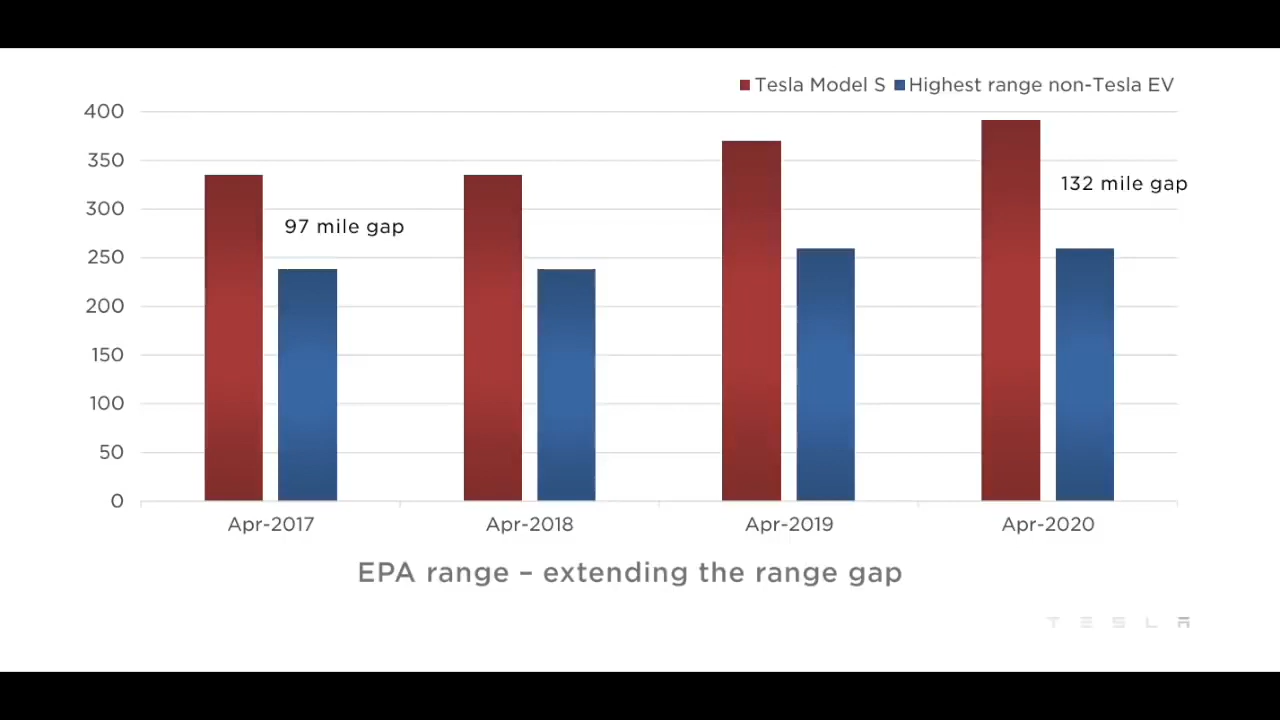 Tesla Model S Highest range non-Tesla EV
400
350
300
250
200
150
100
50
0
97 mile gap
132 mile gap
Apr-2017 Apr-2018 Apr-2019 Apr-2020
EPA range – extending the range gap
TESLA